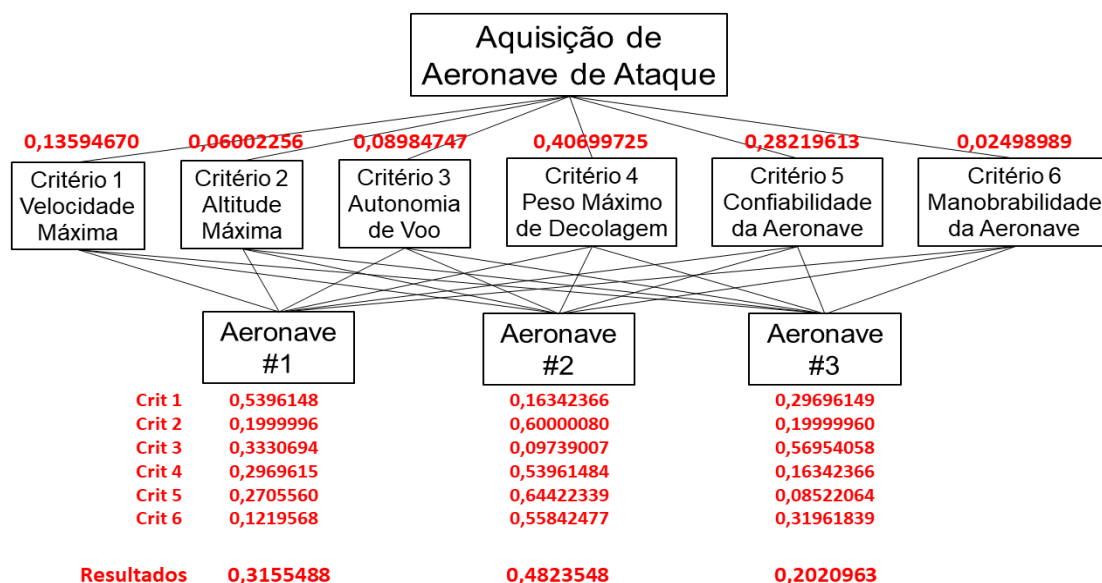 Aquisição de
Aeronave de Ataque
0,13594670 0,06002256 0,08984747 0,40699725 0,28219613 0,02498989
Critério 1
Velocidade
Máxima
Critério 2
Altitude
Máxima
Critério 3
Autonomia
de Voo
Critério 4
Peso Máximo
de Decolagem
Critério 5
Confiabilidade
da Aeronave
Critério 6
Manobrabilidade
da Aeronave
Aeronave
#1
Aeronave
#2
Aeronave
#3
Crit 1 0,5396148 0,16342366 0,29696149
Crit 2 0,1999996 0,60000080 0,19999960
Crit 3 0,3330694 0,09739007 0,56954058
Crit 4 0,2969615 0,53961484 0,16342366
Crit 5 0,2705560 0,64422339 0,08522064
Crit 6 0,1219568 0,55842477 0,31961839
Resultados 0,3155488 0,4823548 0,2020963